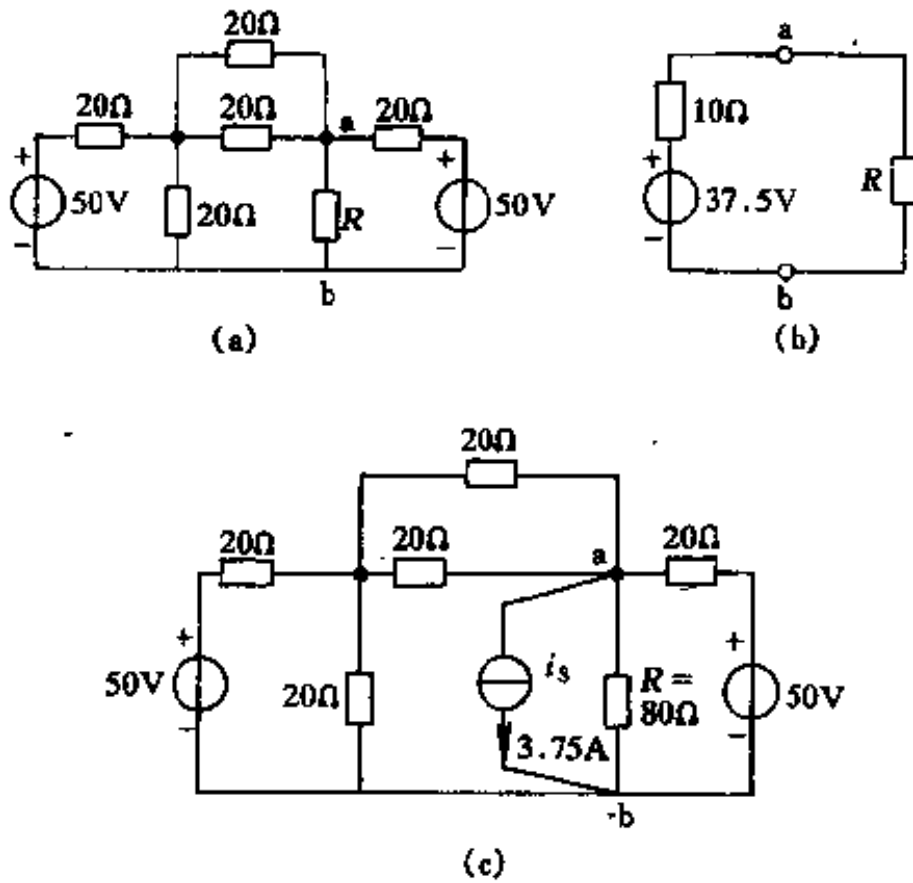 20Ω
a
20Ω 20Ω a 20Ω
10Ω
+ + +
50V 20Ω R 50V 37.5V R
− − −
b b
(a) (b)
20Ω
20Ω 20Ω a 20Ω
+ +
50V 20Ω iS R = 80Ω 50V
− 3.75A −
b
(c)